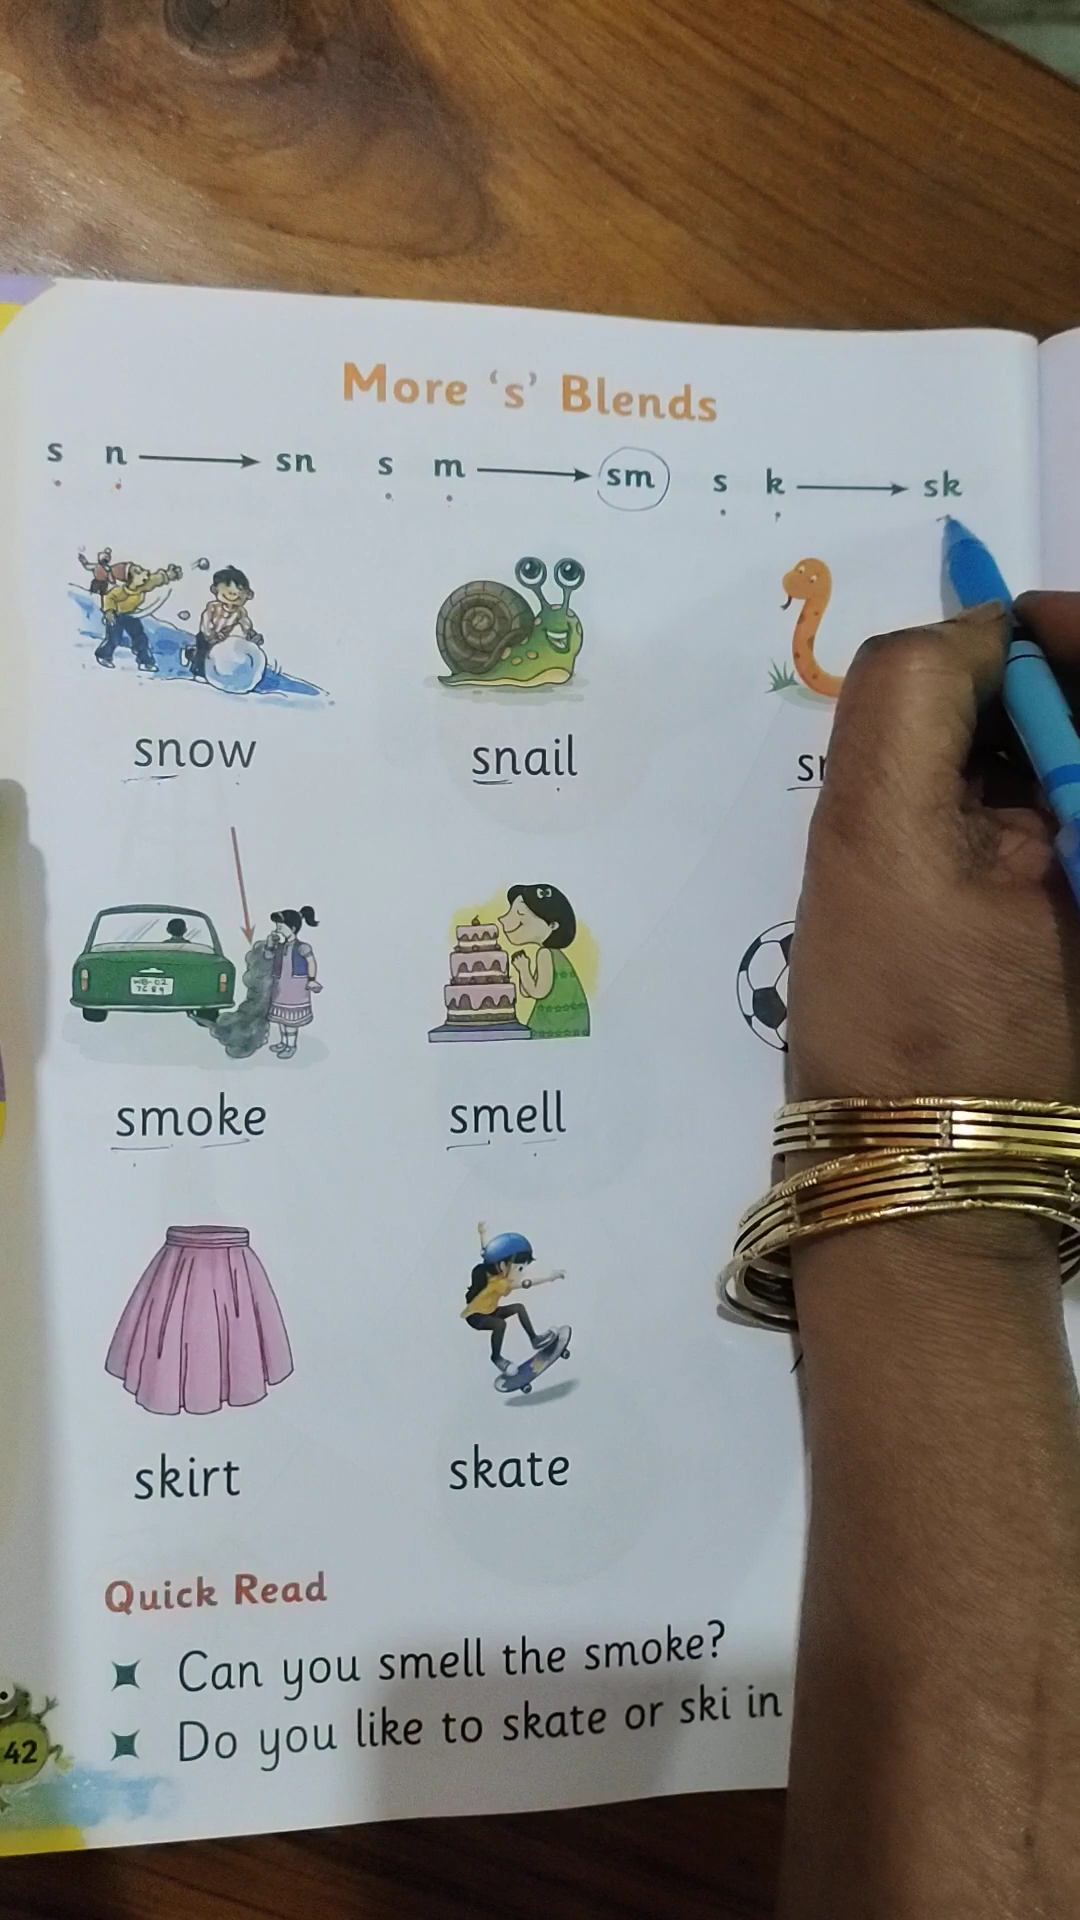 More 's' Blends
s n → sn s m → sm s k → sk
snow snail
smoke smell
skirt skate
Quick Read
Can you smell the smoke?
Do you like to skate or ski in
42